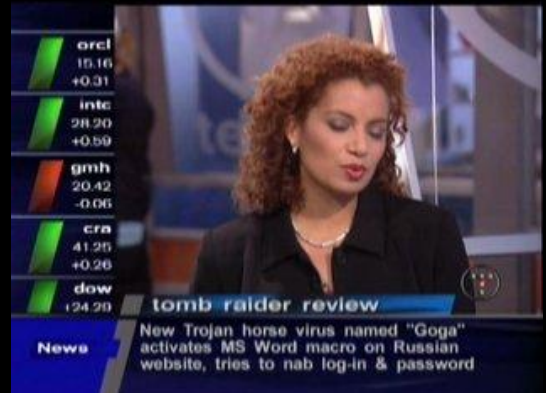 orcl
15.16
+0.31
intc
28.20
+0.59
gmh
20.42
-0.06
cra
41.25
+0.26
dow
+24.29
tomb raider review
News
New Trojan horse virus named "Goga"
activates MS Word macro on Russian
website, tries to nab log-in & password